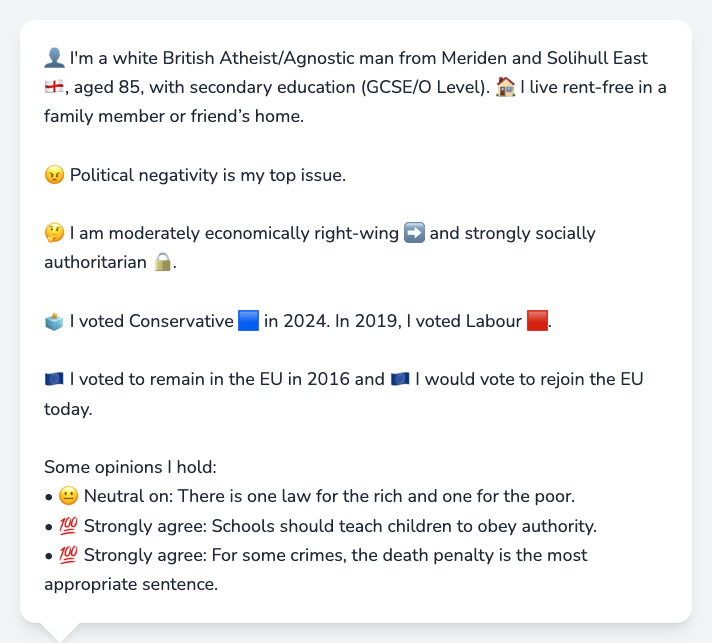 👤 I'm a white British Atheist/Agnostic man from Meriden and Solihull East
🏴󠁧󠁢󠁥󠁮󠁧󠁿, aged 85, with secondary education (GCSE/O Level). 🏠 I live rent-free in a
family member or friend’s home.
😠 Political negativity is my top issue.
🤔 I am moderately economically right-wing ➡️ and strongly socially
authoritarian 🔒.
🗳️ I voted Conservative 🟦 in 2024. In 2019, I voted Labour 🟥.
🇪🇺 I voted to remain in the EU in 2016 and 🇪🇺 I would vote to rejoin the EU
today.
Some opinions I hold:
• 😐 Neutral on: There is one law for the rich and one for the poor.
• 💯 Strongly agree: Schools should teach children to obey authority.
• 💯 Strongly agree: For some crimes, the death penalty is the most
appropriate sentence.